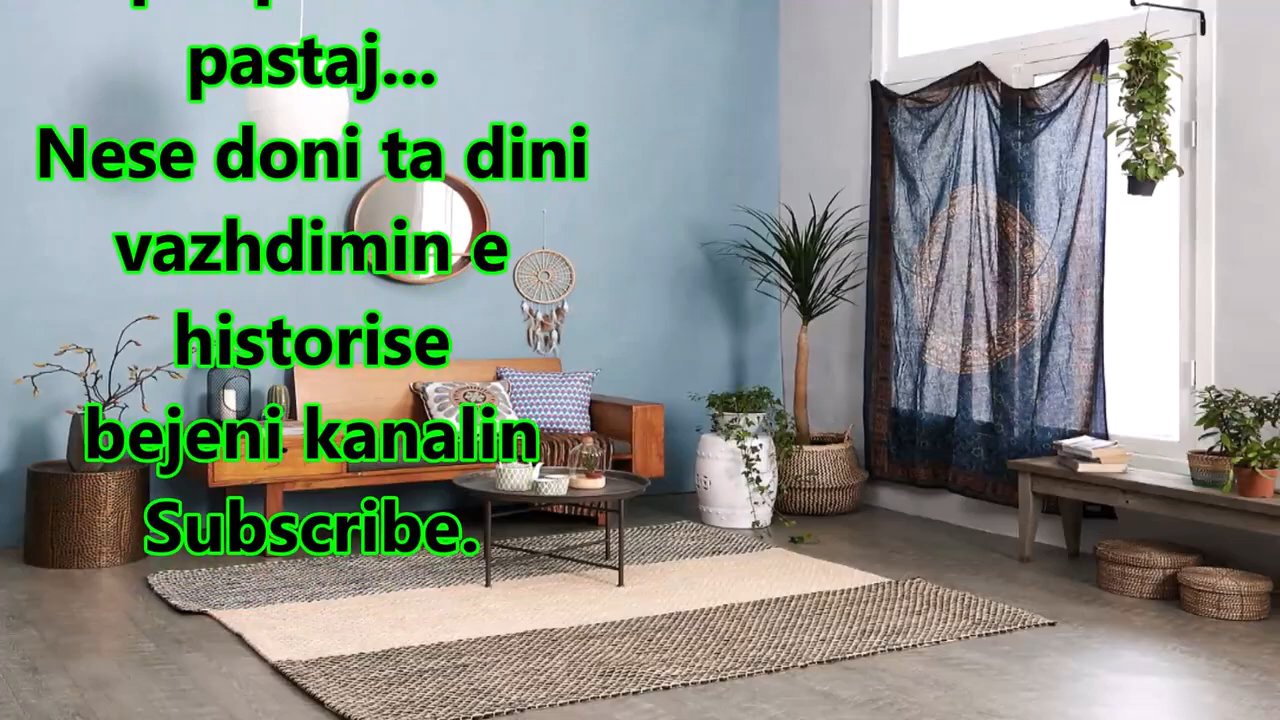 pastaj...
Nese doni ta dini
vazhdimin e
historise
bejeni kanalin
Subscribe.